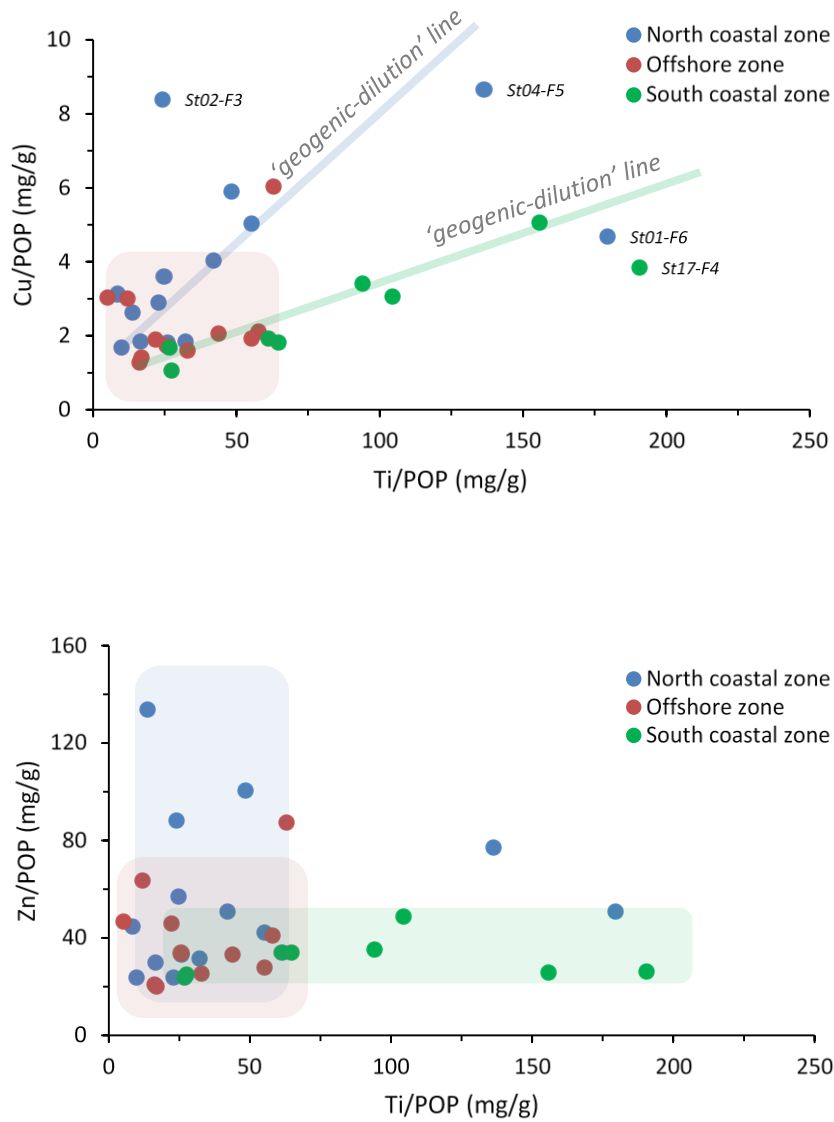 10
8
6
4
2
0
Cu/POP (mg/g)
0 50 100 150 200 250
Ti/POP (mg/g)
North coastal zone
Offshore zone
South coastal zone
St02-F3
St04-F5
‘geogenic-dilution’ line
‘geogenic-dilution’ line
St01-F6
St17-F4
160
120
80
40
0
Zn/POP (mg/g)
0 50 100 150 200 250
Ti/POP (mg/g)
North coastal zone
Offshore zone
South coastal zone